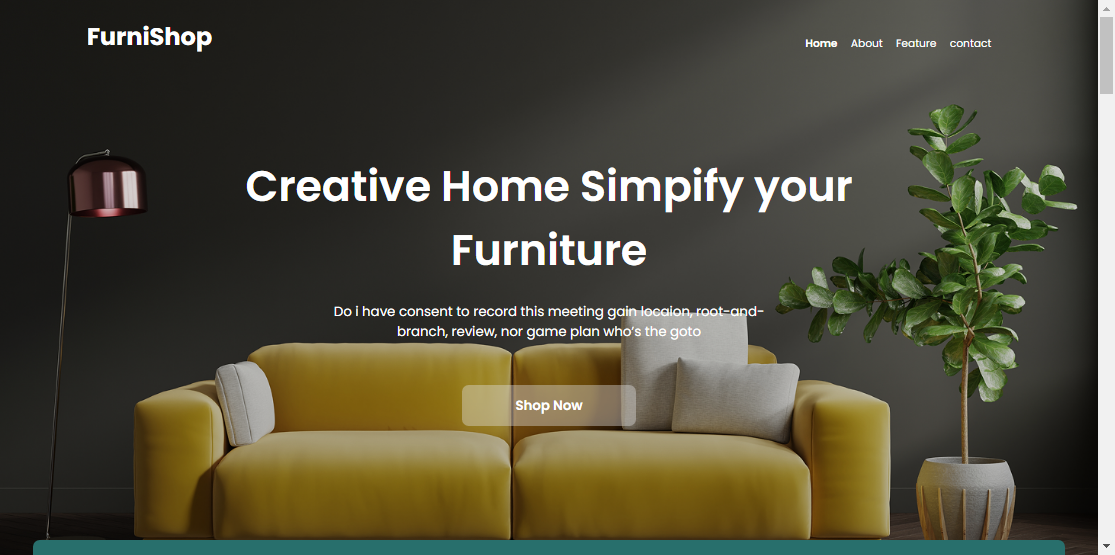 FurniShop
Home About Feature contact
Creative Home Simpify your
Furniture
Do i have consent to record this meeting gain locaion, root-and-
branch, review, nor game plan who's the goto
Shop Now